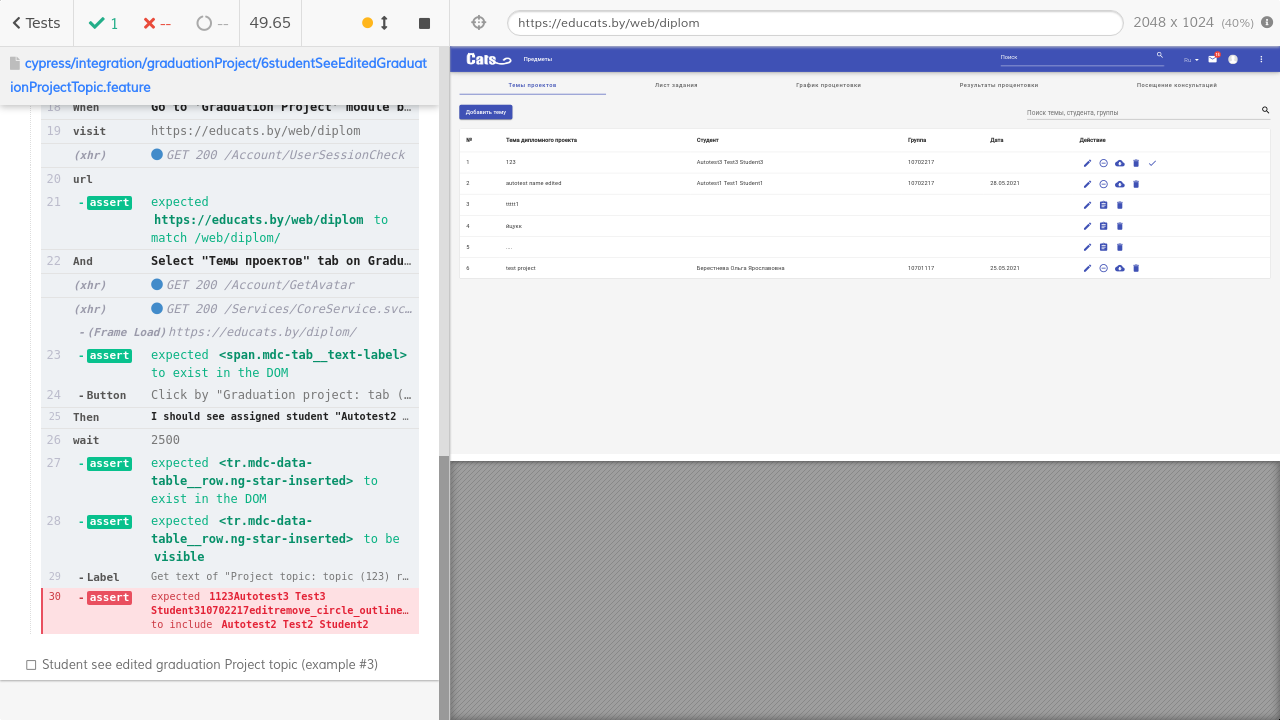 Tests
1
--
--
49.65
https://educats.by/web/diplom
2048 x 1024 (40%)
cypress/integration/graduationProject/6studentSeeEditedGraduat
ionProjectTopic.feature
18 When Go to "Graduation Project" module b...
19 visit https://educats.by/web/diplom
(xhr) GET 200 /Account/UserSessionCheck
20 url
21 -assert expected
https://educats.by/web/diplom to
match /web/diplom/
22 And Select "Темы проектов" tab on Gradu...
(xhr) GET 200 /Account/GetAvatar
(xhr) GET 200 /Services/CoreService.svc...
-(Frame Load) https://educats.by/diplom/
23 -assert expected <span.mdc-tab__text-label>
to exist in the DOM
24 -Button Click by "Graduation project: tab (...
25 Then I should see assigned student "Autotest2 ...
26 wait 2500
27 -assert expected <tr.mdc-data-
table__row.ng-star-inserted> to
exist in the DOM
28 -assert expected <tr.mdc-data-
table__row.ng-star-inserted> to be
visible
29 -Label Get text of "Project topic: topic (123) r...
30 -assert expected 1123Autotest3 Test3
Student310702217editremove_circle_outline...
to include Autotest2 Test2 Student2
Student see edited graduation Project topic (example #3)
Cats Предметы Поиск Ru
Темы проектов Лист задания График процентовки Результаты процентовки Посещение консультаций
Добавить тему Поиск темы, студента, группы
№ Тема дипломного проекта Студент Группа Дата Действие
1 123 Autotest3 Test3 Student3 10702217
2 autotest name edited Autotest1 Test1 Student1 10702217 28.05.2021
3 ttttt1
4 йцукк
5 ....
6 test project Берестнева Ольга Ярославовна 10701117 25.05.2021